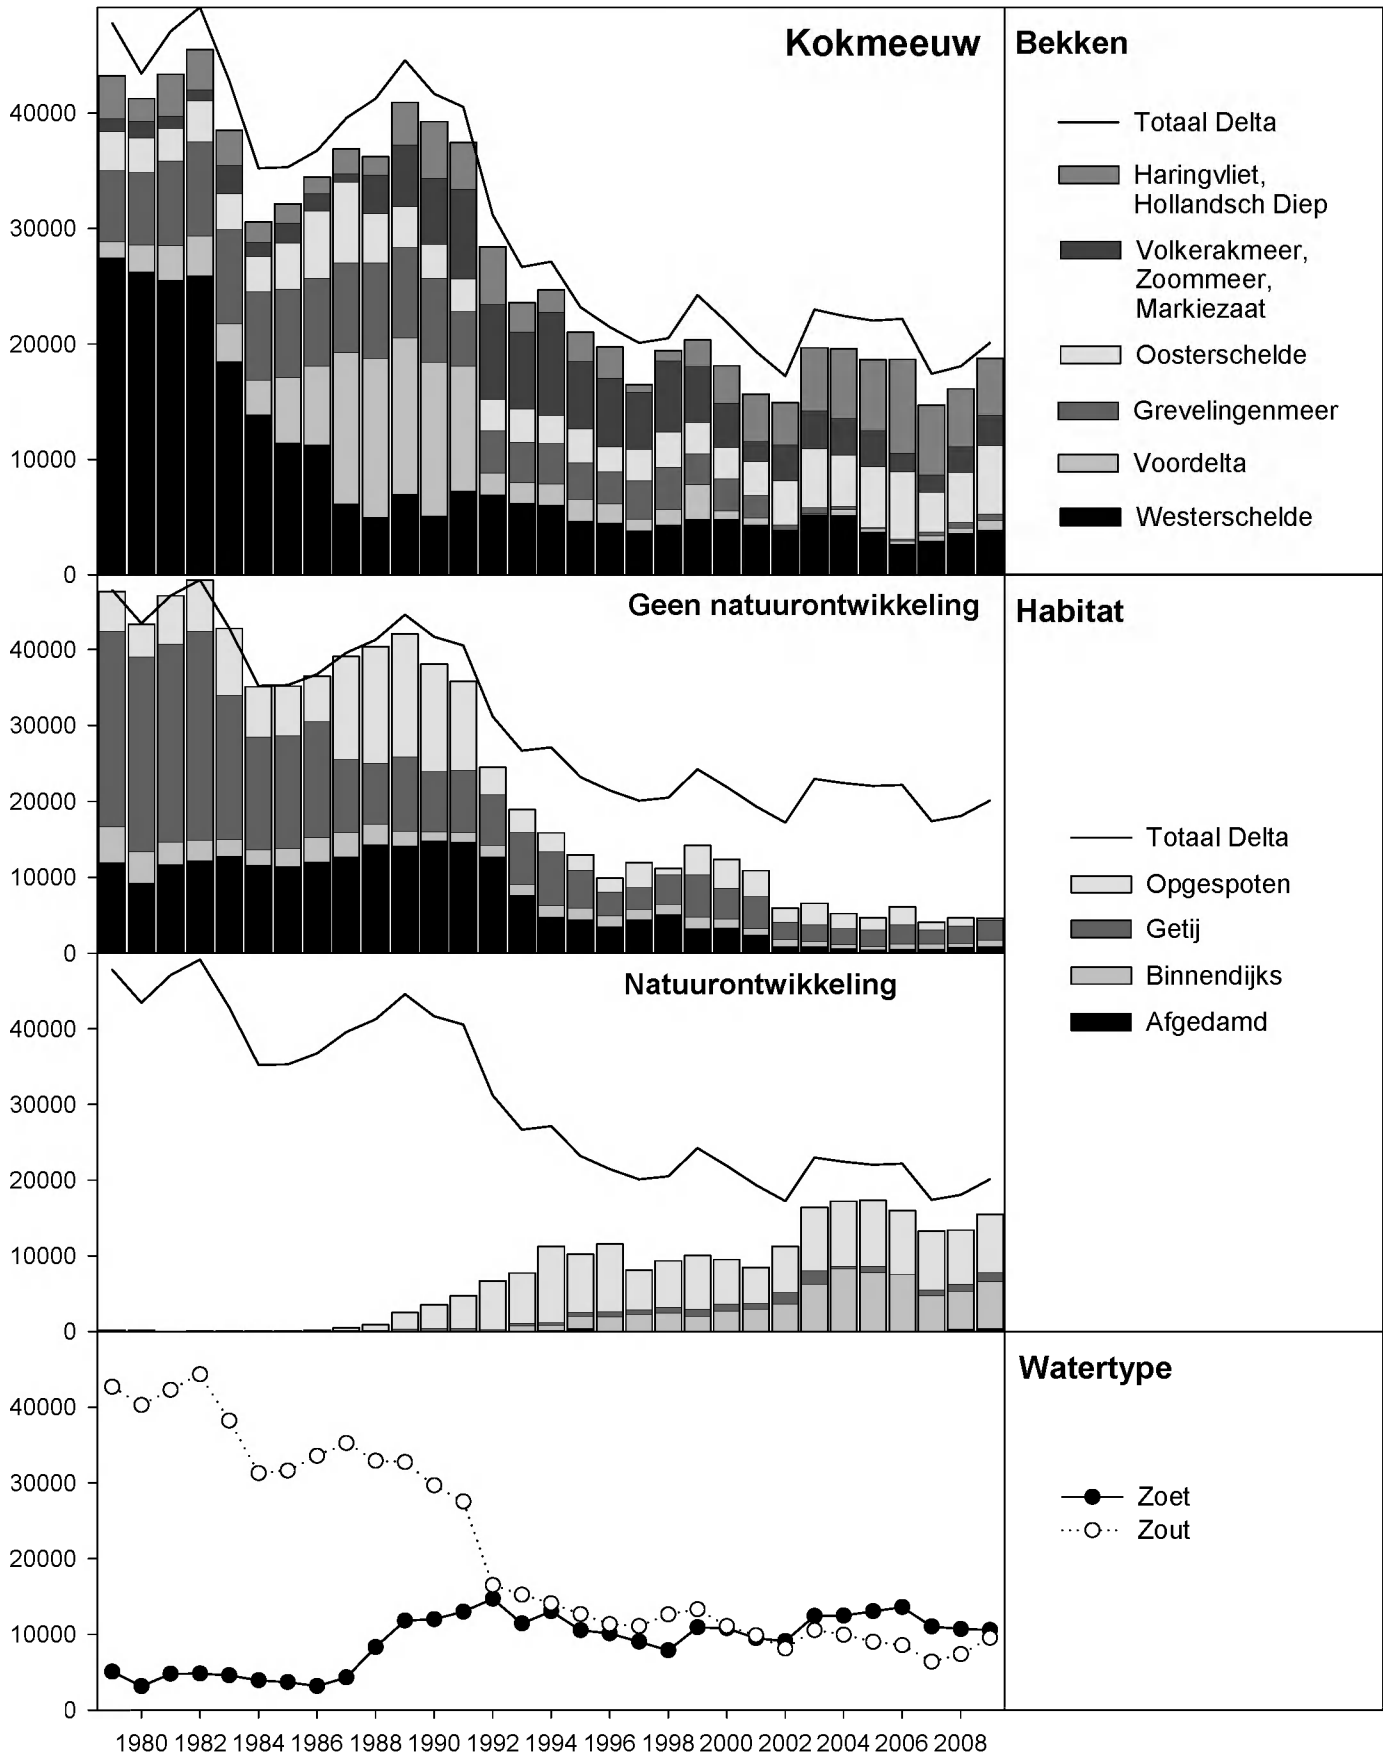 Kokmeeuw
Bekken
Totaal Delta
Haringvliet,
Hollandsch Diep
Volkerakmeer,
Zoommeer,
Markiezaat
Oosterschelde
Grevelingenmeer
Voordelta
Westerschelde
40000
30000
20000
10000
0
Geen natuurontwikkeling
Habitat
40000
30000
20000
10000
0
Totaal Delta
Opgespoten
Getij
Binnendijks
Afgedamd
Natuurontwikkeling
40000
30000
20000
10000
0
Watertype
40000
30000
20000
10000
0
Zoet
Zout
1980 1982 1984 1986 1988 1990 1992 1994 1996 1998 2000 2002 2004 2006 2008